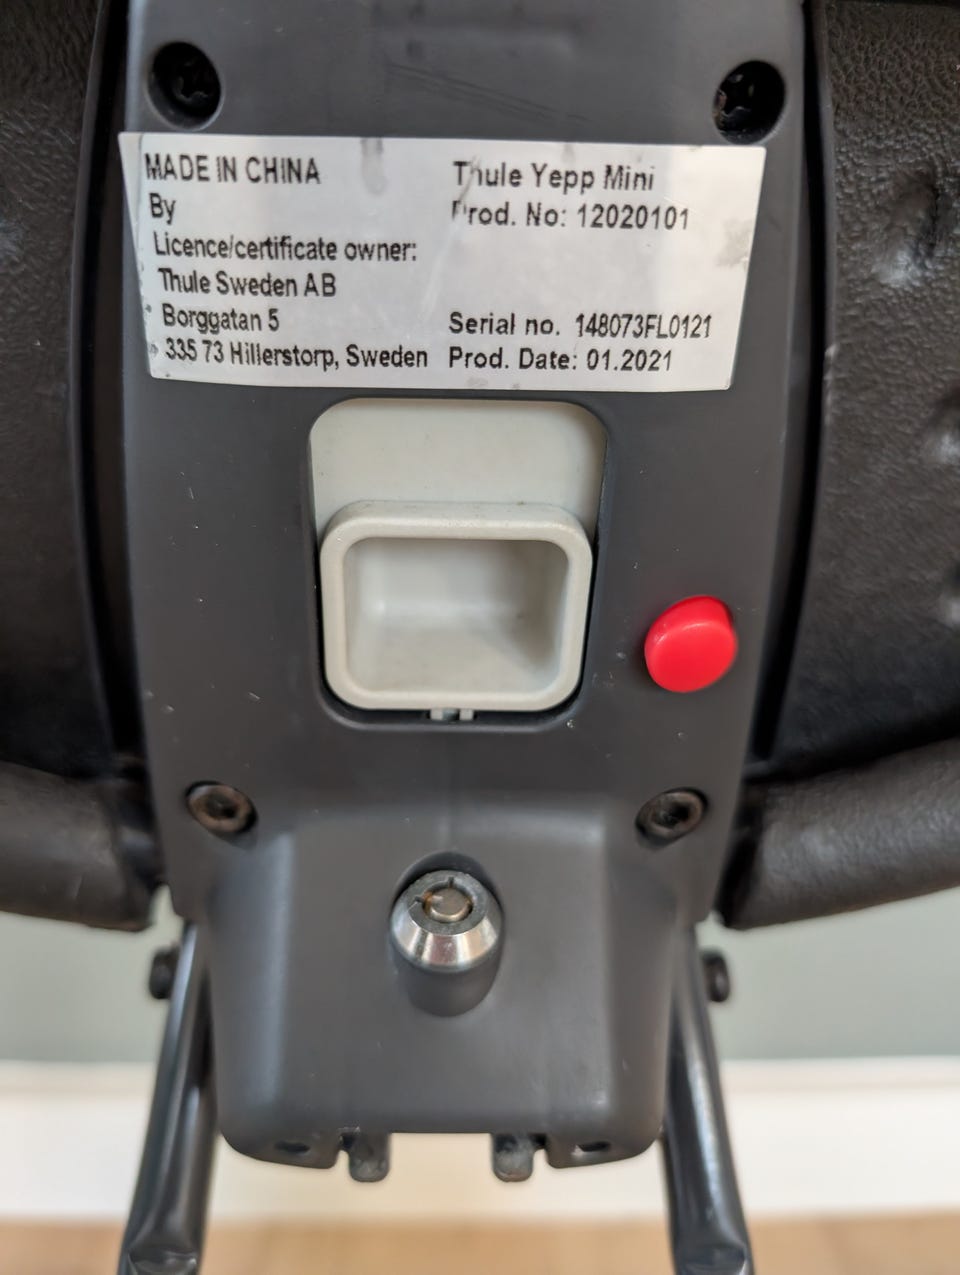 MADE IN CHINA
By
Licence/certificate owner:
Thule Sweden AB
Borggatan 5
335 73 Hillerstorp, Sweden
Thule Yepp Mini
Prod. No: 12020101
Serial no. 148073FL0121
Prod. Date: 01.2021